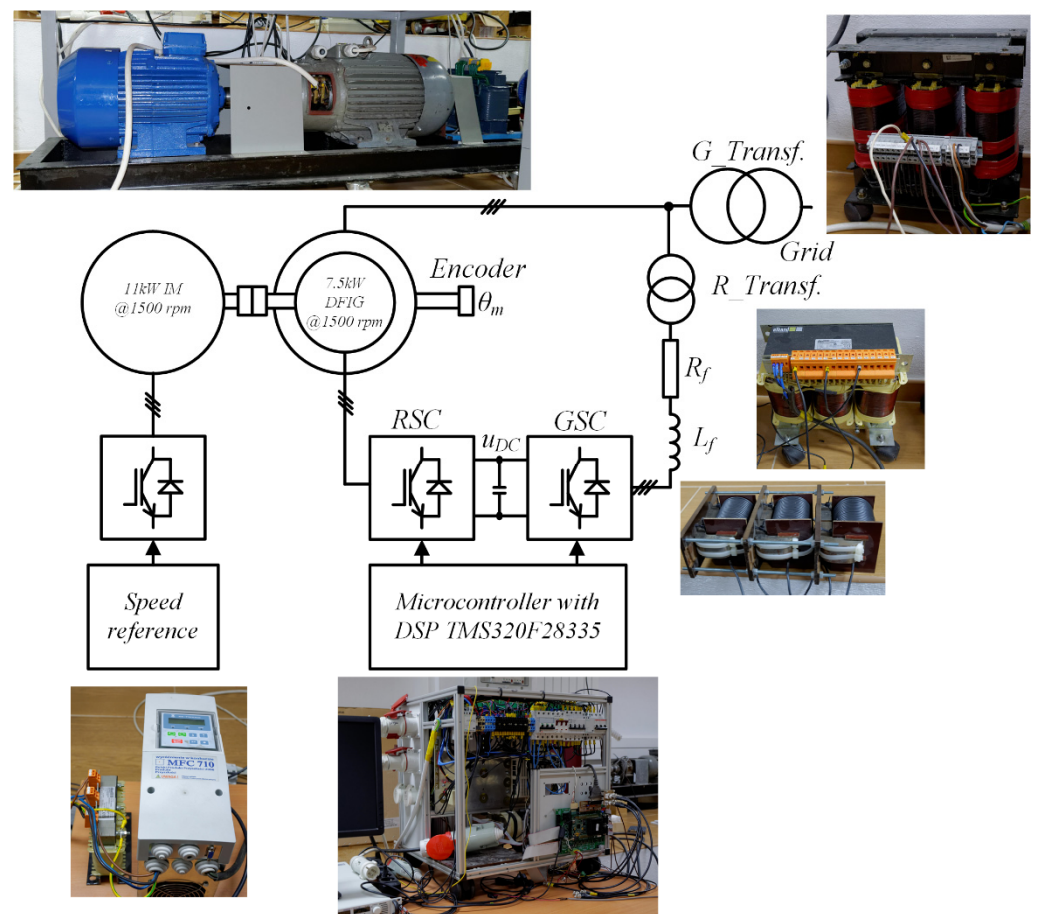 G_Transf.
Grid
R_Transf.
Encoder
θm
11kW IM
@1500 rpm
7.5kW
DFIG
@1500 rpm
Rf
Lf
RSC
uDC
GSC
Speed
reference
Microcontroller with
DSP TMS320F28335
MFC 710